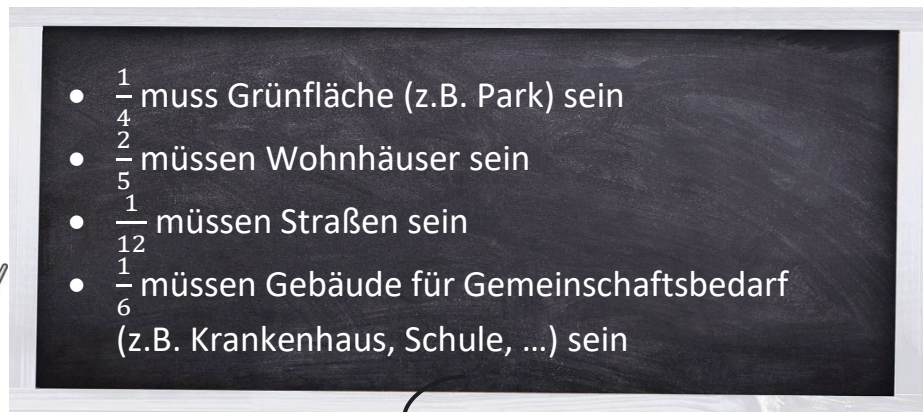 • 1/4 muss Grünfläche (z.B. Park) sein
• 2/5 müssen Wohnhäuser sein
• 1/12 müssen Straßen sein
• 1/6 müssen Gebäude für Gemeinschaftsbedarf
(z.B. Krankenhaus, Schule, ...) sein